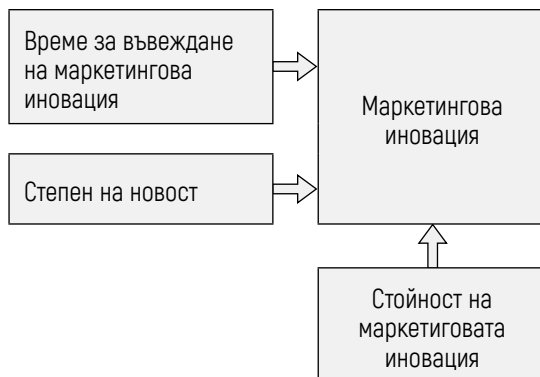 Време за въвеждане
на маркетингова
иновация
Маркетингова
иновация
Степен на новост
Стойност на
маркетиговата
иновация